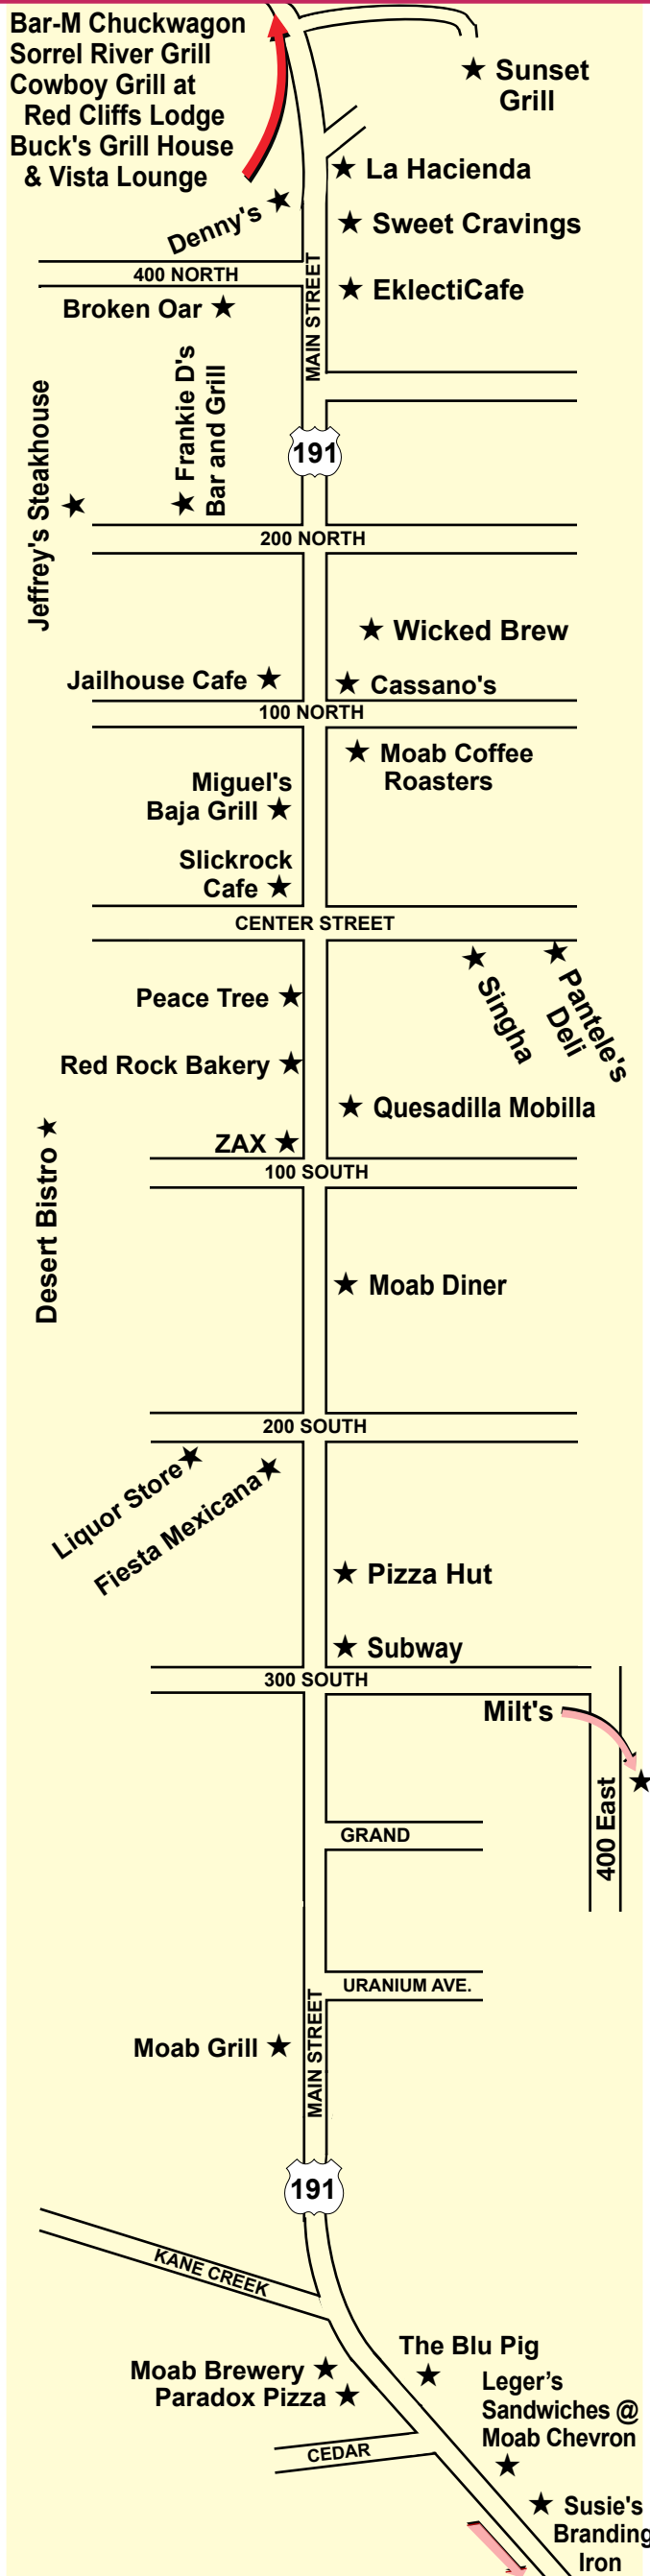 Bar-M Chuckwagon
Sorrel River Grill
Cowboy Grill at
Red Cliffs Lodge
Buck's Grill House
& Vista Lounge
Sunset
Grill
La Hacienda
Denny's
Sweet Cravings
400 NORTH
MAIN STREET
EklectiCafe
Broken Oar
Frankie D's
Bar and Grill
Jeffrey's Steakhouse
191
200 NORTH
Wicked Brew
Jailhouse Cafe
Cassano's
100 NORTH
Moab Coffee
Roasters
Miguel's
Baja Grill
Slickrock
Cafe
CENTER STREET
Singha
Pantele's
Deli
Peace Tree
Red Rock Bakery
Quesadilla Mobilla
ZAX
100 SOUTH
Desert Bistro
Moab Diner
200 SOUTH
Liquor Store
Fiesta Mexicana
Pizza Hut
Subway
300 SOUTH
Milt's
400 East
GRAND
URANIUM AVE.
Moab Grill
MAIN STREET
191
KANE CREEK
The Blu Pig
Moab Brewery
Paradox Pizza
Leger’s
Sandwiches @
Moab Chevron
CEDAR
Susie's
Branding
Iron